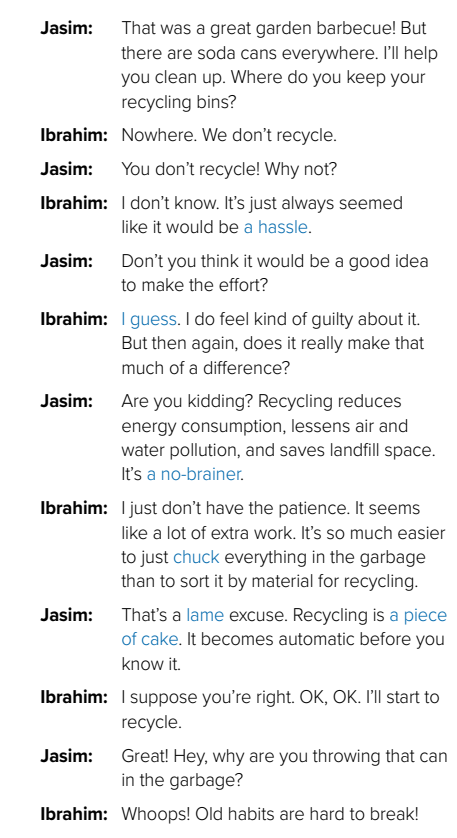 Jasim: That was a great garden barbecue! But
there are soda cans everywhere. I’ll help
you clean up. Where do you keep your
recycling bins?
Ibrahim: Nowhere. We don’t recycle.
Jasim: You don’t recycle! Why not?
Ibrahim: I don’t know. It’s just always seemed
like it would be a hassle.
Jasim: Don’t you think it would be a good idea
to make the effort?
Ibrahim: I guess. I do feel kind of guilty about it.
But then again, does it really make that
much of a difference?
Jasim: Are you kidding? Recycling reduces
energy consumption, lessens air and
water pollution, and saves landfill space.
It’s a no-brainer.
Ibrahim: I just don’t have the patience. It seems
like a lot of extra work. It’s so much easier
to just chuck everything in the garbage
than to sort it by material for recycling.
Jasim: That’s a lame excuse. Recycling is a piece
of cake. It becomes automatic before you
know it.
Ibrahim: I suppose you’re right. OK, OK. I’ll start to
recycle.
Jasim: Great! Hey, why are you throwing that can
in the garbage?
Ibrahim: Whoops! Old habits are hard to break!